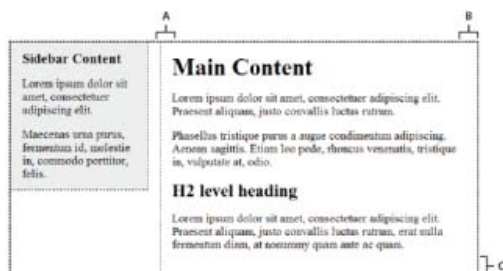 A
B
Sidebar Content
Lorem ipsum dolor sit
amet, consectetuer
adipiscing elit.
Maecenas urna purus,
fermentum id, molestie
in, commodo porttitor,
felis.
Main Content
Lorem ipsum dolor sit amet, consectetuer adipiscing elit.
Praesent aliquam, justo convallis luctus rutrum.
Phasellus tristique purus a augue condimentum adipiscing.
Aenean sagittis. Etiam leo pede, rhoncus venenatis, tristique
in, vulputate at, odio.
H2 level heading
Lorem ipsum dolor sit amet, consectetuer adipiscing elit.
Praesent aliquam, justo convallis luctus rutrum, erat nulla
fermentum diam, at nonummy quam ante ac quam.
C